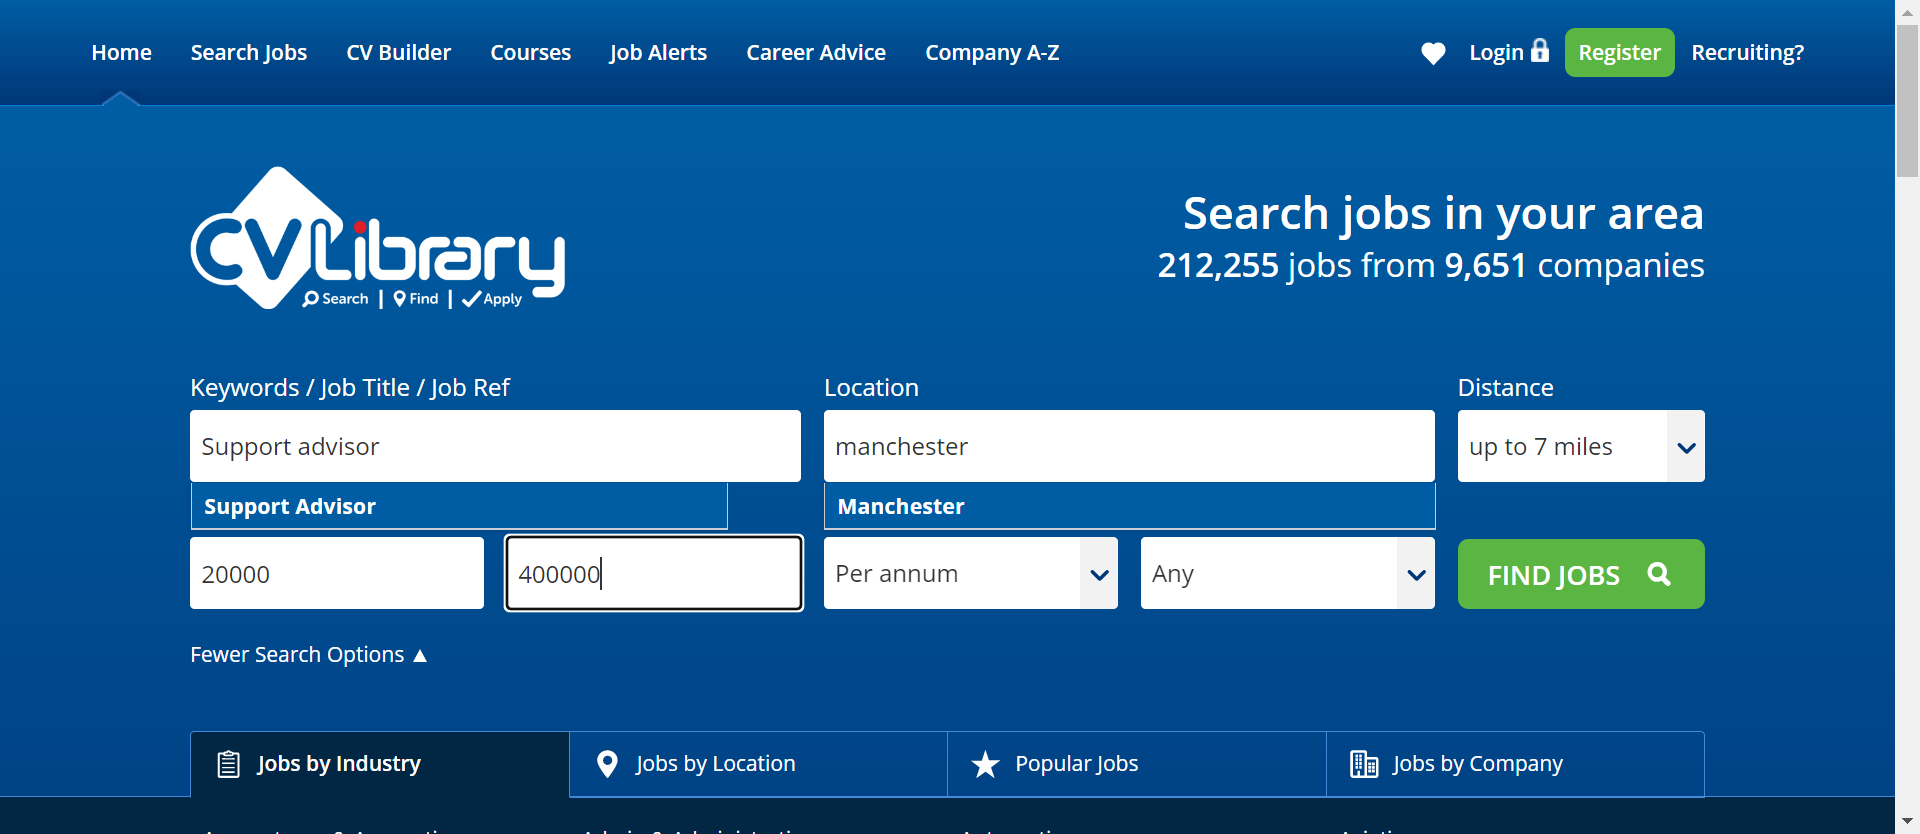 Home Search Jobs CV Builder Courses Job Alerts Career Advice Company A-Z Login Register Recruiting?
CVLibrary
Search | Find | Apply
Search jobs in your area
212,255 jobs from 9,651 companies
Keywords / Job Title / Job Ref Location Distance
Support advisor manchester up to 7 miles
Support Advisor Manchester
20000 400000 Per annum Any FIND JOBS
Fewer Search Options ▲
Jobs by Industry Jobs by Location Popular Jobs Jobs by Company